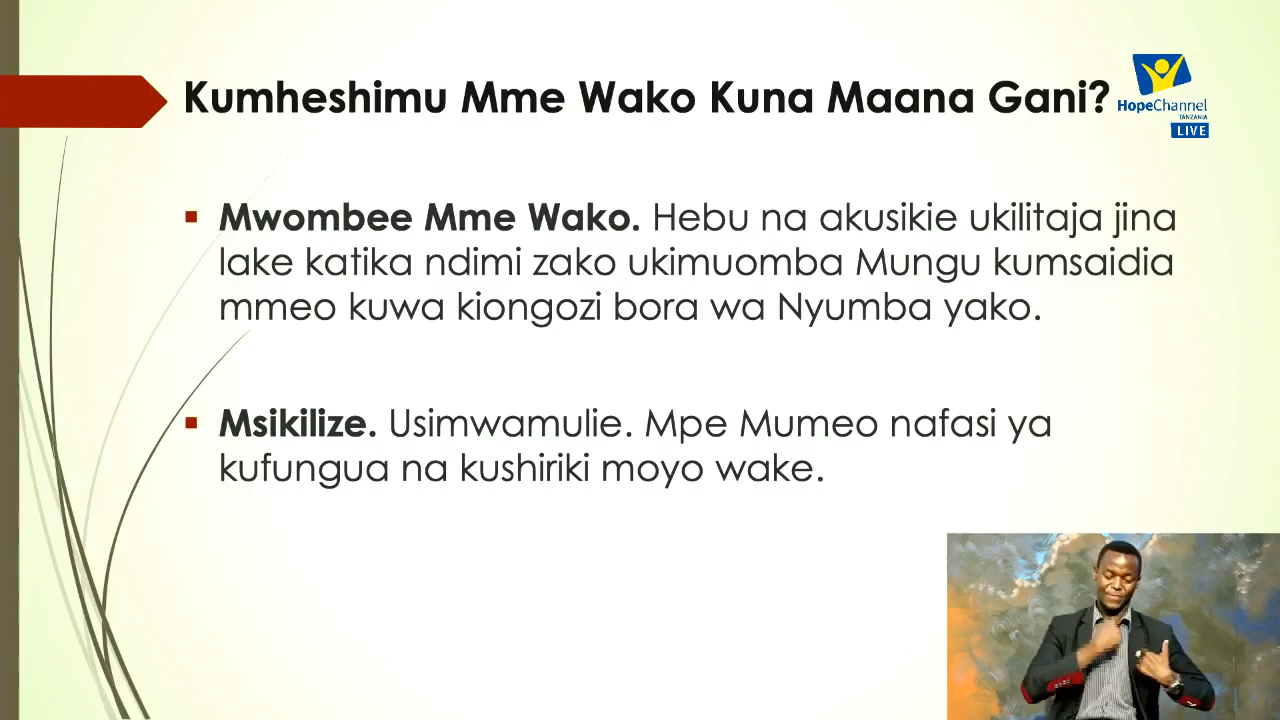 Kumheshimu Mme Wako Kuna Maana Gani?
HopeChannel
TANZANIA
LIVE
Mwombee Mme Wako. Hebu na akusikie ukilitaja jina
lake katika ndimi zako ukimuomba Mungu kumsaidia
mmeo kuwa kiongozi bora wa Nyumba yako.
Msikilize. Usimwamulie. Mpe Mumeo nafasi ya
kufungua na kushiriki moyo wake.